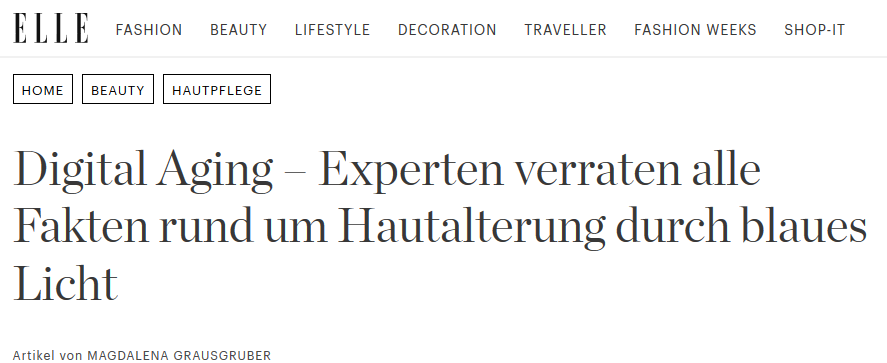 ELLE FASHION BEAUTY LIFESTYLE DECORATION TRAVELLER FASHION WEEKS SHOP-IT
HOME BEAUTY HAUTPFLEGE
Digital Aging – Experten verraten alle
Fakten rund um Hautalterung durch blaues
Licht
Artikel von MAGDALENA GRAUSGRUBER